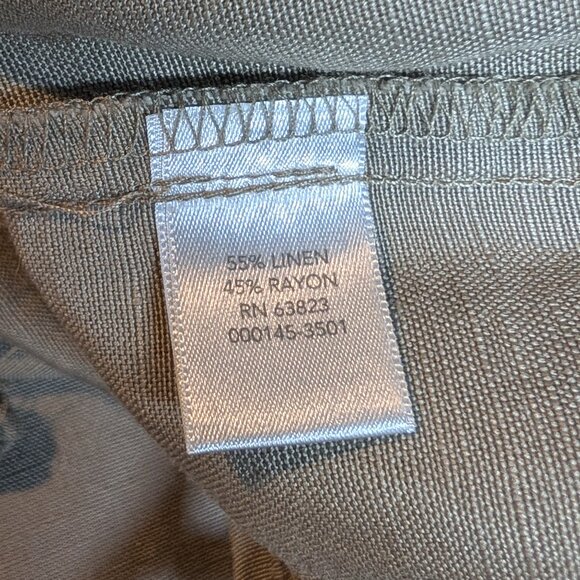 55% LINEN
45% RAYON
RN 63823
000145-3501